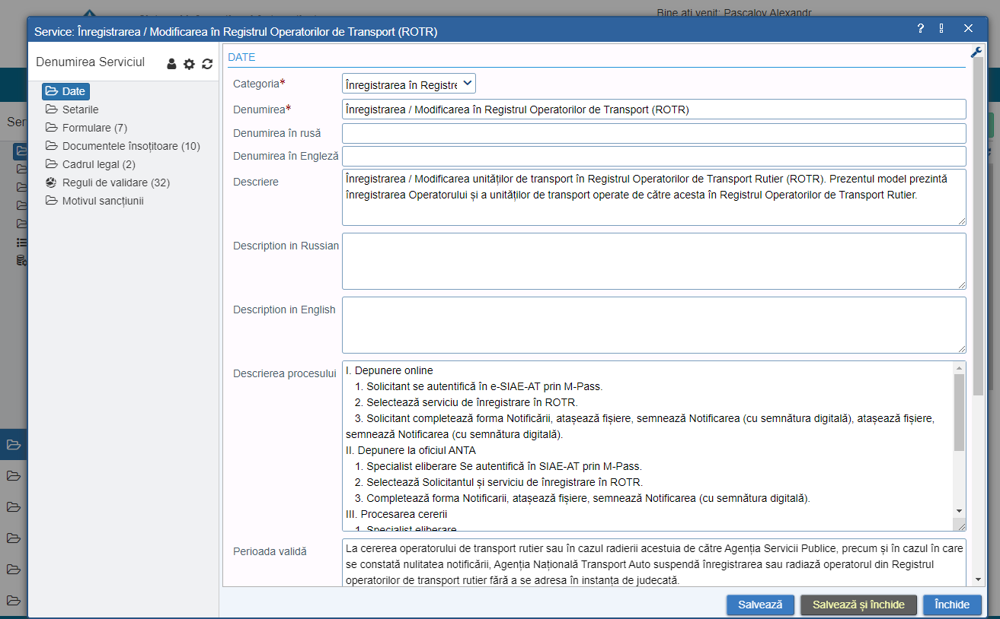 Bine ați venit: Pascalov Alexandr
Service: Înregistrarea / Modificarea în Registrul Operatorilor de Transport (ROTR)
Denumirea Serviciul
Date
Setarile
Formulare (7)
Documentele însoțitoare (10)
Cadrul legal (2)
Reguli de validare (32)
Motivul sancțiunii
Ser
DATE
Categoria*
Înregistrarea în Registre
Denumirea*
Înregistrarea / Modificarea în Registrul Operatorilor de Transport (ROTR)
Denumirea în rusă
Denumirea în Engleză
Descriere
Înregistrarea / Modificarea unităților de transport în Registrul Operatorilor de Transport Rutier (ROTR). Prezentul model prezintă
înregistrarea Operatorului și a unităților de transport operate de către acesta în Registrul Operatorilor de Transport Rutier.
Description in Russian
Description in English
Descrierea procesului
I. Depunere online
1. Solicitant se autentifică în e-SIAE-AT prin M-Pass.
2. Selectează serviciu de înregistrare în ROTR.
3. Solicitant completează forma Notificării, atașează fișiere, semnează Notificarea (cu semnătura digitală), atașează fișiere,
semnează Notificarea (cu semnătura digitală).
II. Depunere la oficiul ANTA
1. Specialist eliberare Se autentifică în SIAE-AT prin M-Pass.
2. Selectează Solicitantul și serviciu de înregistrare în ROTR.
3. Completează forma Notificarii, atașează fișiere, semnează Notificarea (cu semnătura digitală).
III. Procesarea cererii
1. Specialist eliberare
Perioada validă
La cererea operatorului de transport rutier sau în cazul radierii acestuia de către Agenția Servicii Publice, precum și în cazul în care
se constată nulitatea notificării, Agenția Națională Transport Auto suspendă înregistrarea sau radiază operatorul din Registrul
operatorilor de transport rutier fără a se adresa în instanța de judecată.
Salvează
Salvează și închide
Închide